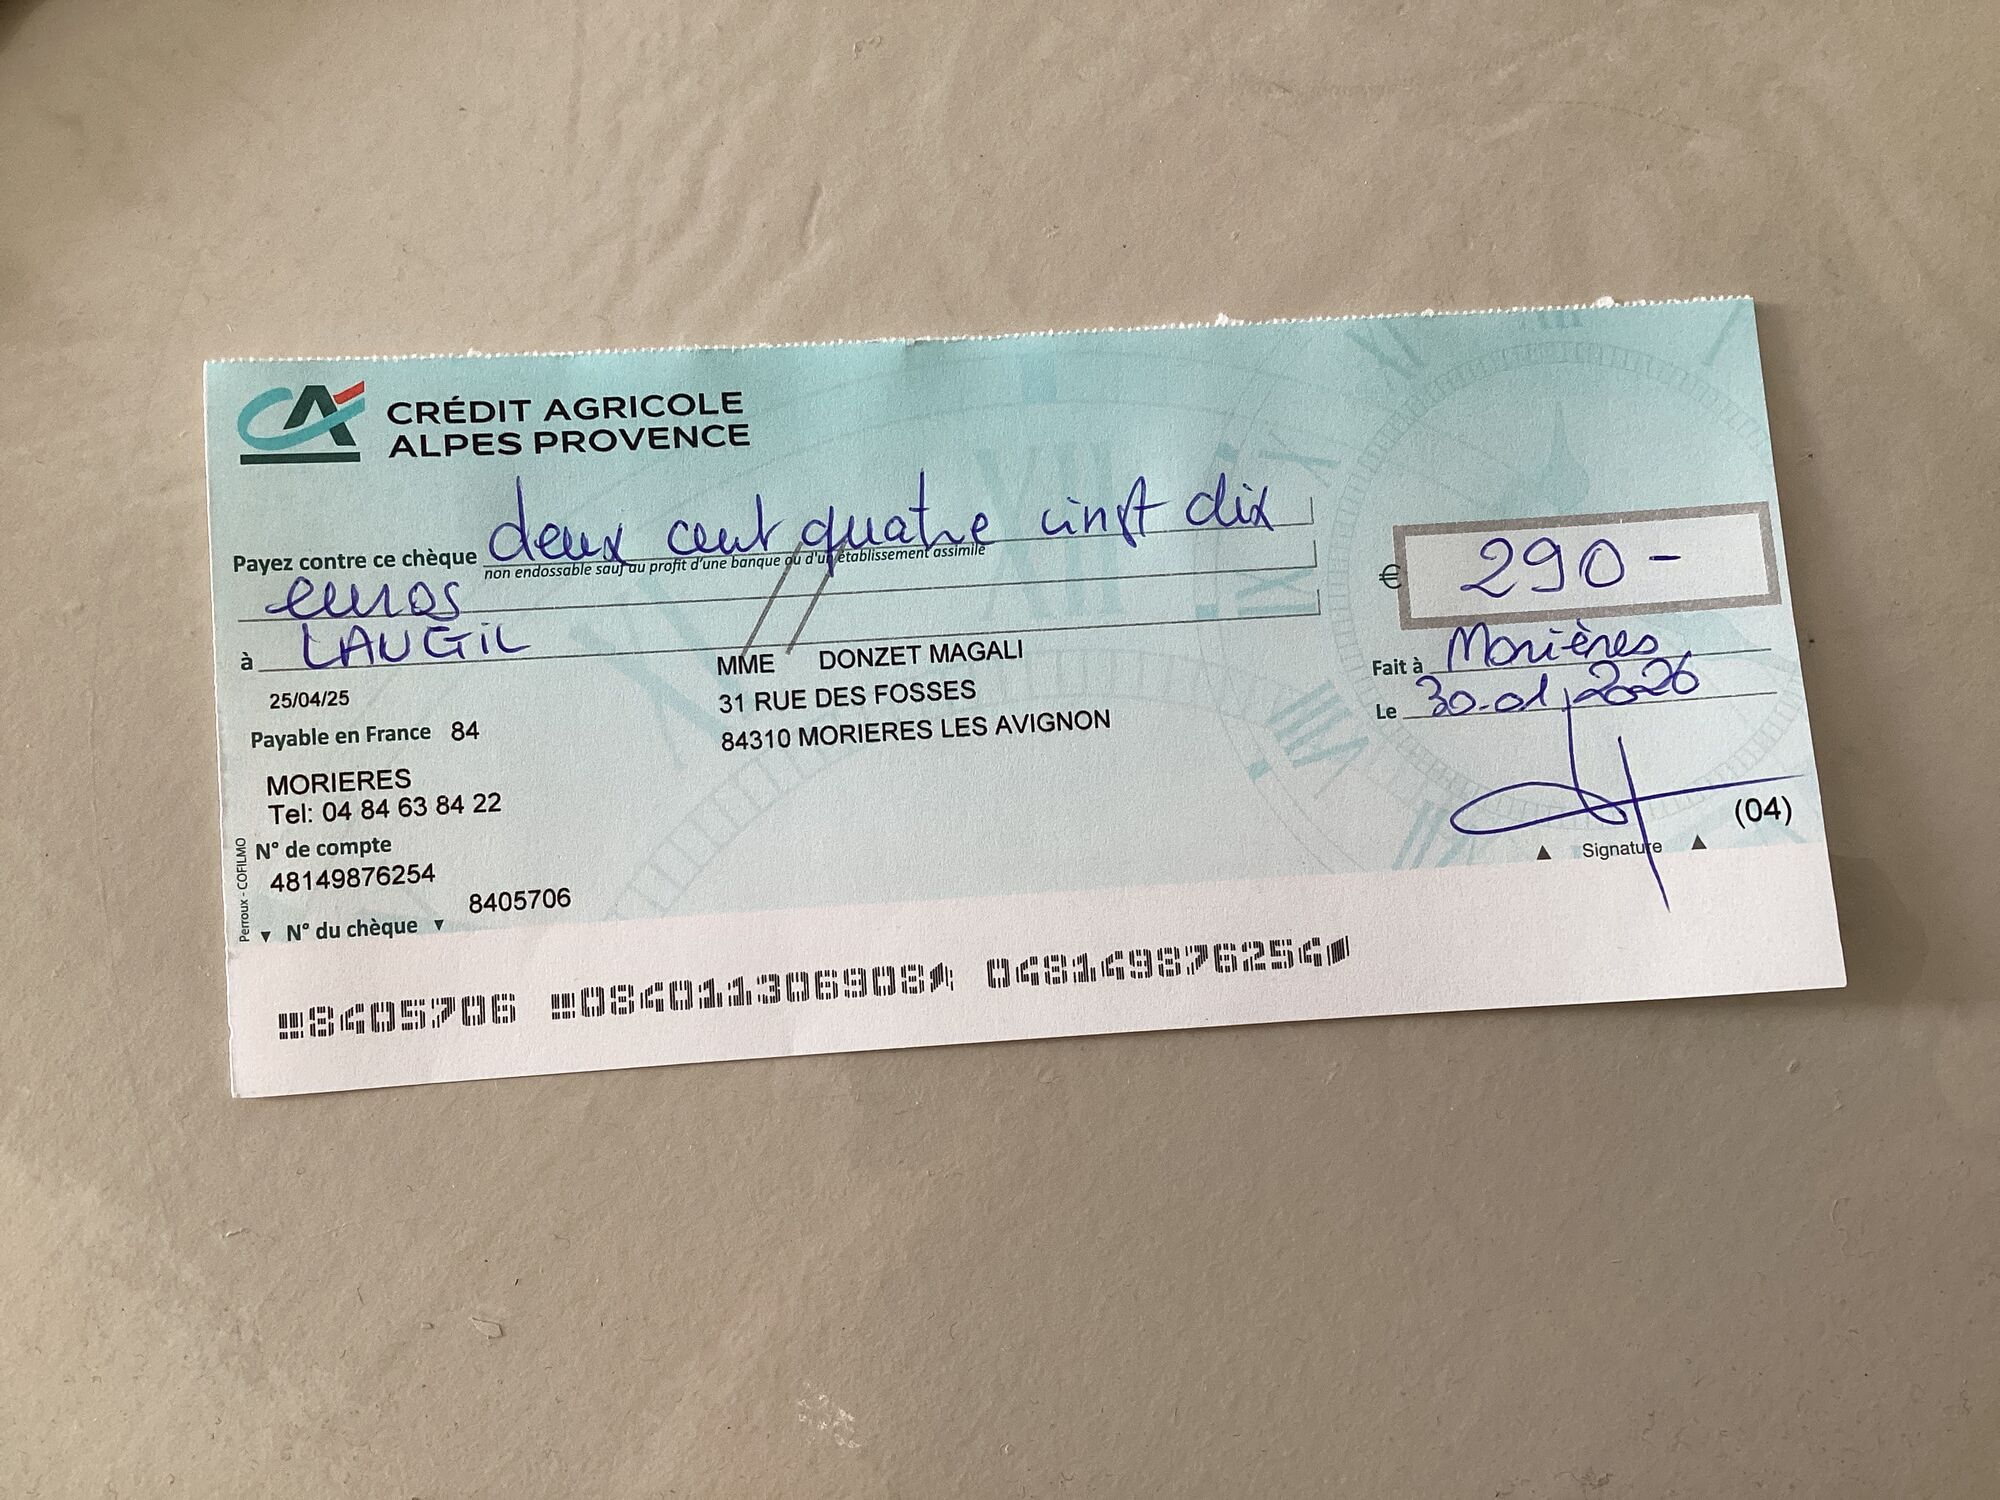 CRÉDIT AGRICOLE
ALPES PROVENCE
Payez contre ce chèque deux cent quatre vingt dix
non endossable sauf au profit d'une banque ou d'un établissement assimilé
euros
€ 290 -
à LAUGIL
MME DONZET MAGALI
31 RUE DES FOSSES
84310 MORIERES LES AVIGNON
Fait à Morières
Le 30.01.2026
25/04/25
Payable en France 84
MORIERES
Tel: 04 84 63 84 22
N° de compte
48149876254
8405706
▼ N° du chèque ▼
(04)
▲ Signature ▲
Perroux - COFILMO
8405706 084011306908 048149876254